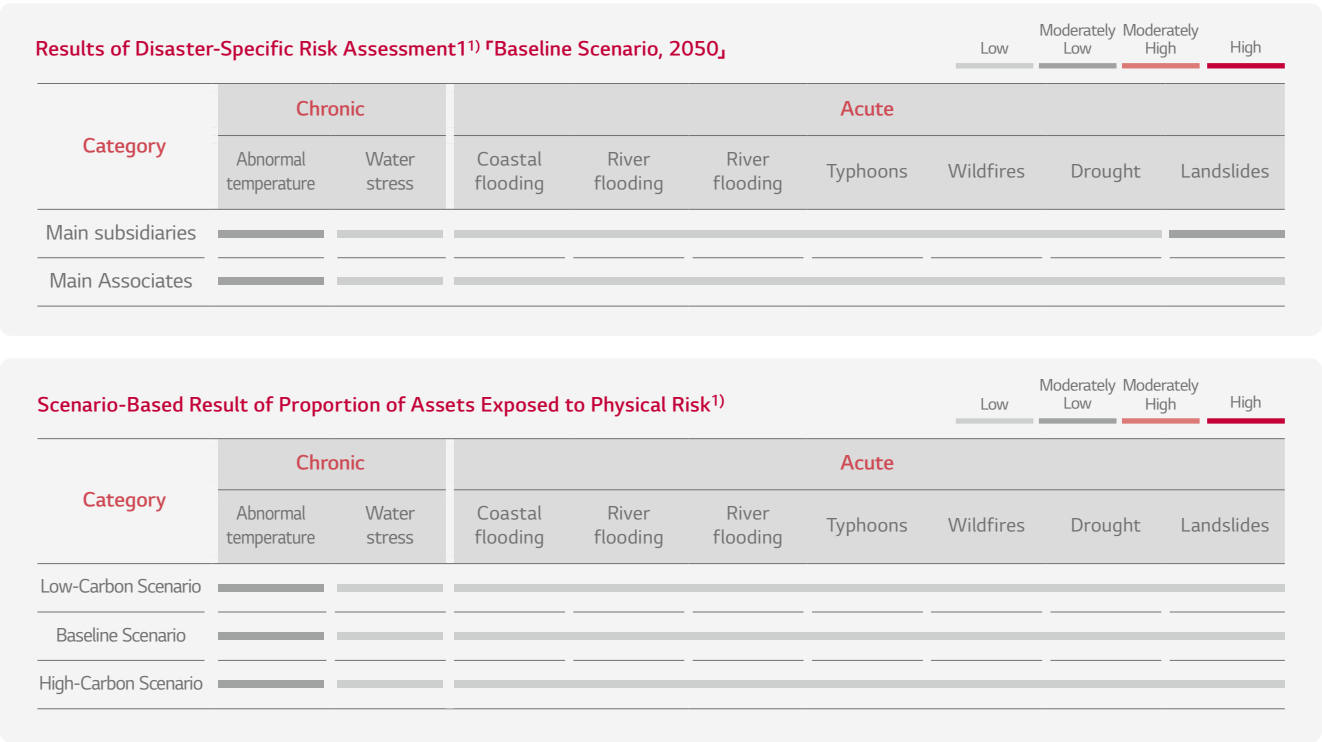 Results of Disaster-Specific Risk Assessment1¹⁾ 「Baseline Scenario, 2050」
Low
Moderately
Low
Moderately
High
High
Category
Chronic
Acute
Abnormal
temperature
Water
stress
Coastal
flooding
River
flooding
River
flooding
Typhoons
Wildfires
Drought
Landslides
Main subsidiaries
Main Associates
Scenario-Based Result of Proportion of Assets Exposed to Physical Risk¹⁾
Low
Moderately
Low
Moderately
High
High
Category
Chronic
Acute
Abnormal
temperature
Water
stress
Coastal
flooding
River
flooding
River
flooding
Typhoons
Wildfires
Drought
Landslides
Low-Carbon Scenario
Baseline Scenario
High-Carbon Scenario